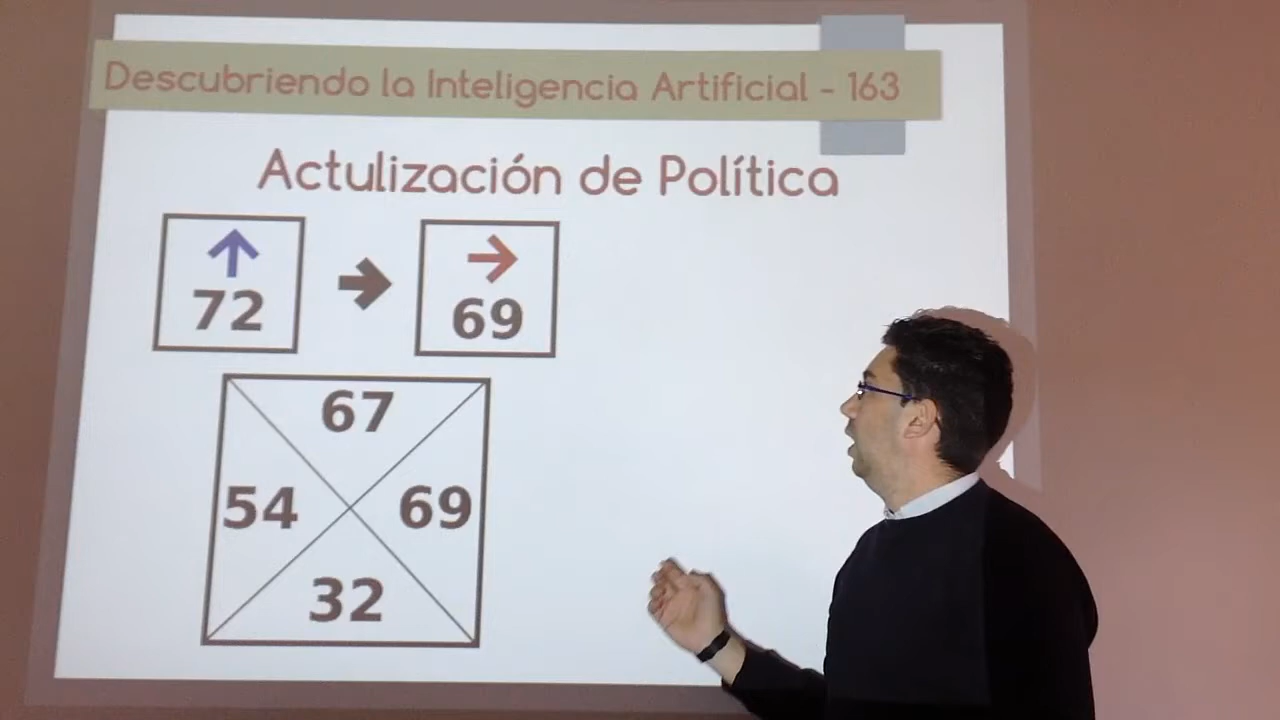 Descubriendo la Inteligencia Artificial - 163
Actulización de Política
72
69
67
54 69
32